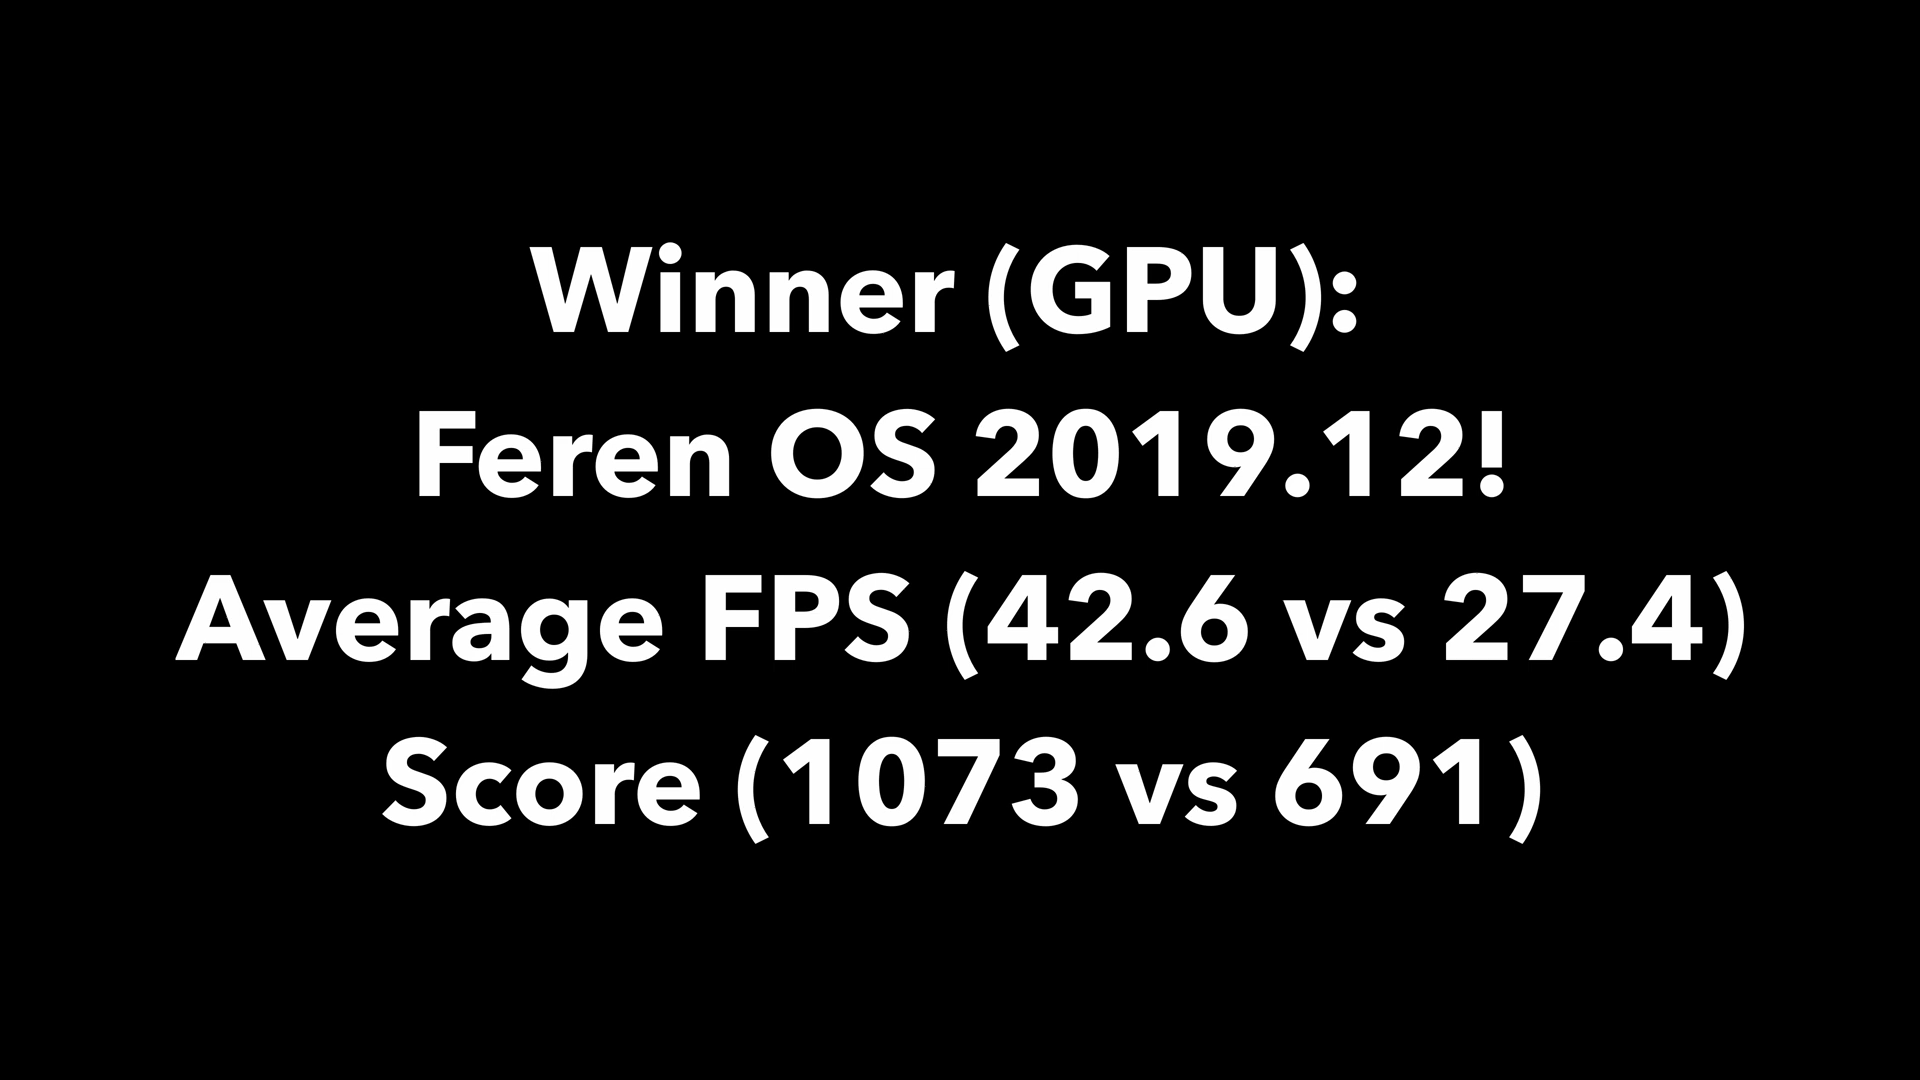 Winner (GPU):
Feren OS 2019.12!
Average FPS (42.6 vs 27.4)
Score (1073 vs 691)